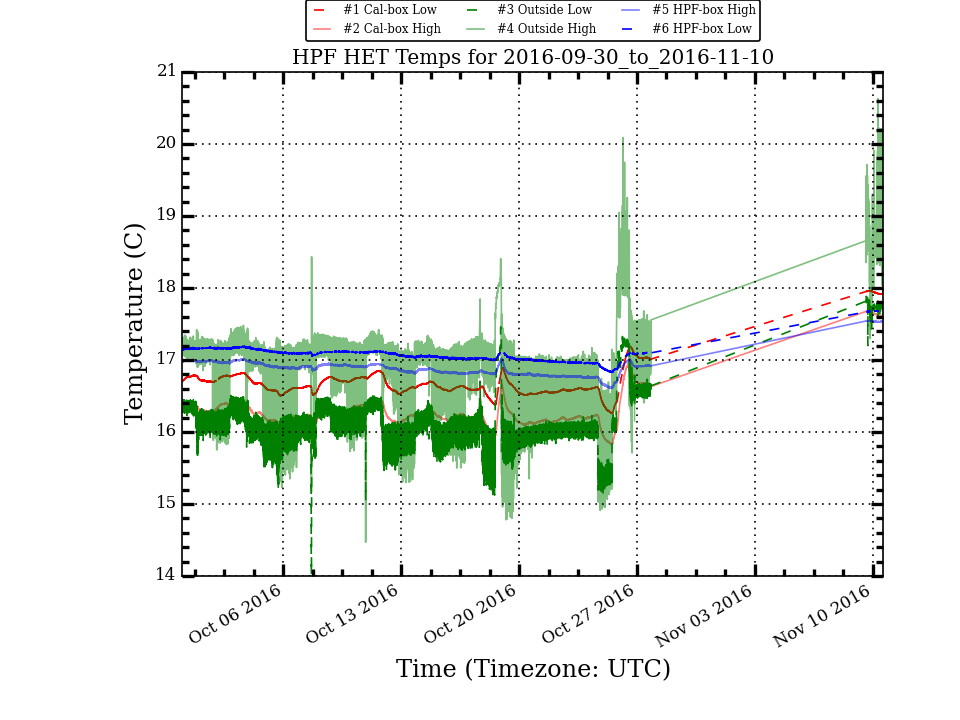 #1 Cal-box Low #3 Outside Low #5 HPF-box High
#2 Cal-box High #4 Outside High #6 HPF-box Low
HPF HET Temps for 2016-09-30_to_2016-11-10
21
20
19
18
17
16
15
14
Temperature (C)
Oct 06 2016 Oct 13 2016 Oct 20 2016 Oct 27 2016 Nov 03 2016 Nov 10 2016
Time (Timezone: UTC)